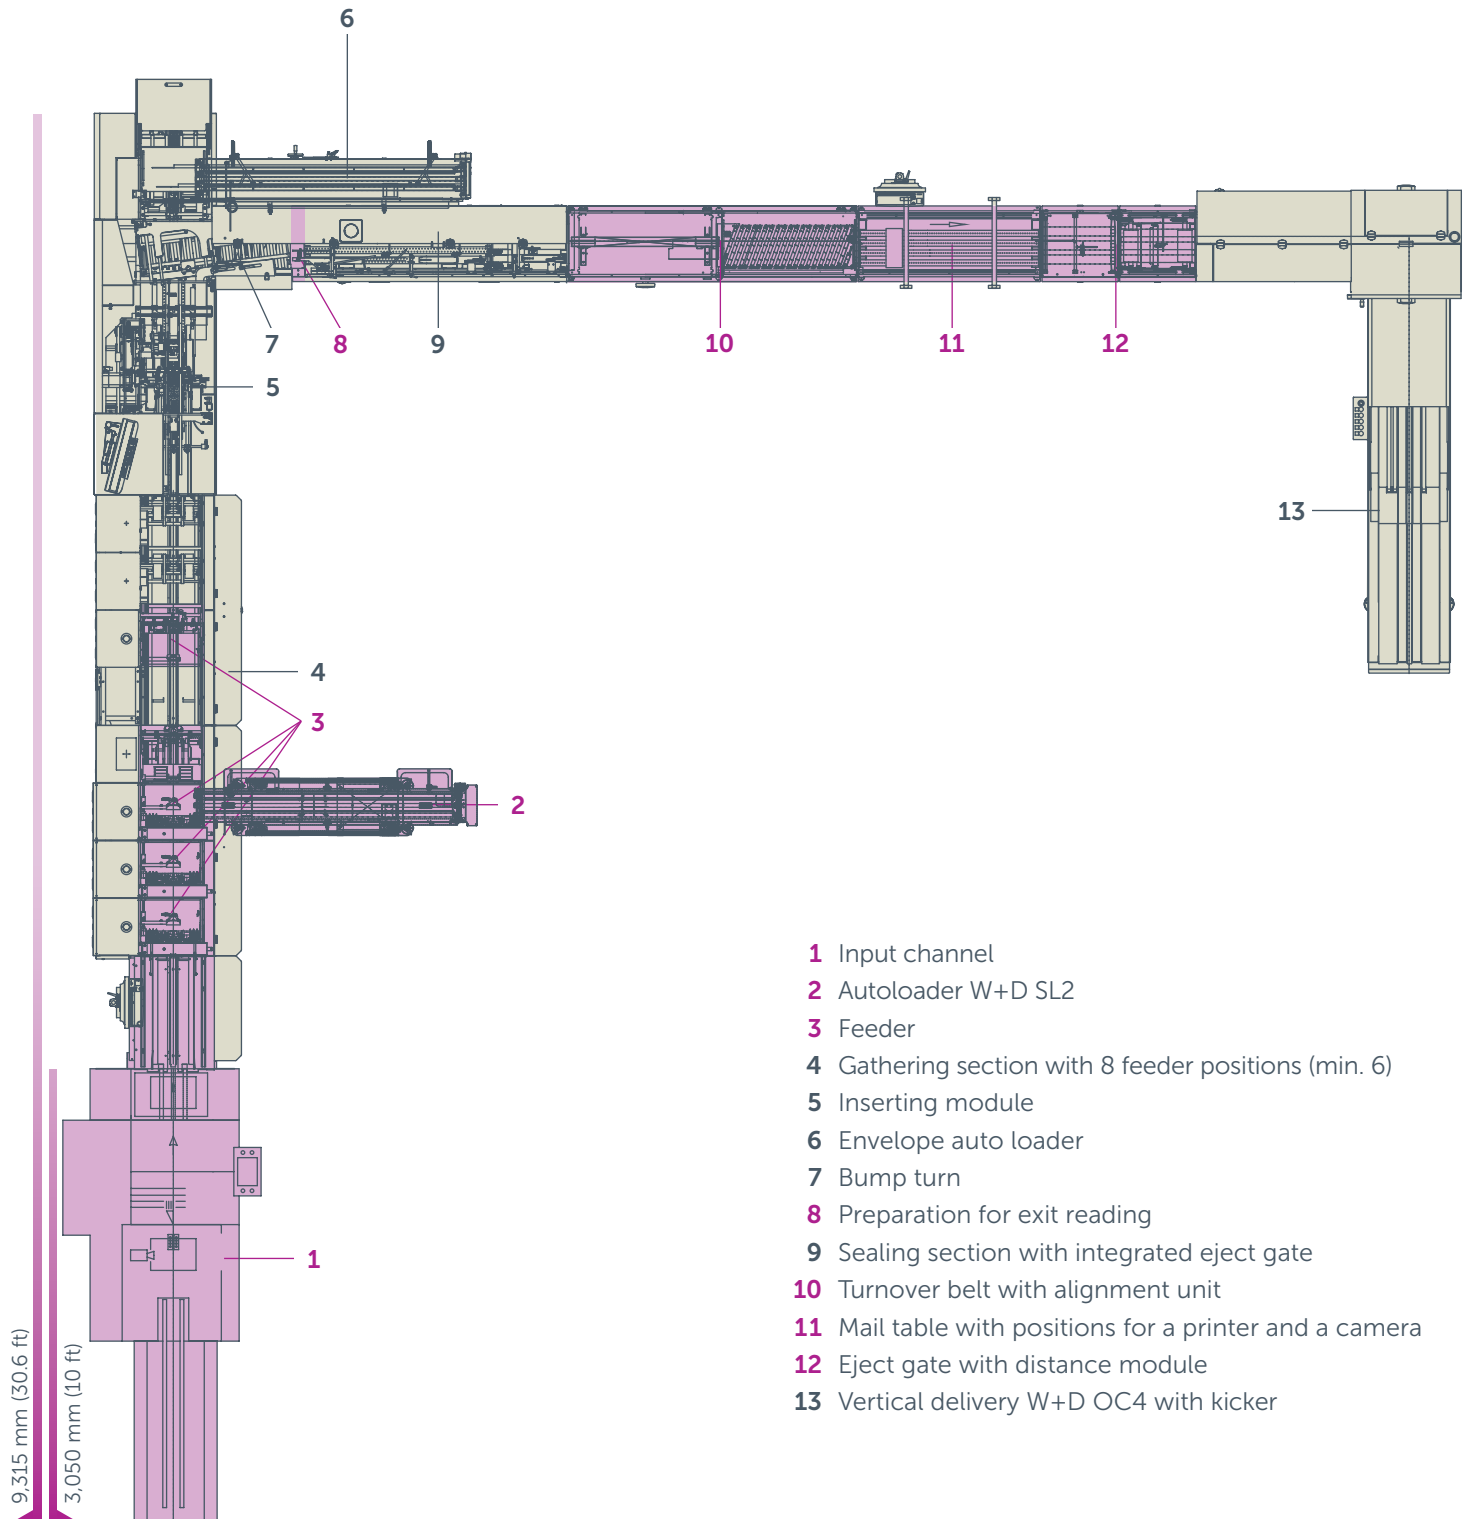 6
7
8
9
10
11
12
5
13
4
3
2
1
9,315 mm (30.6 ft)
3,050 mm (10 ft)
1 Input channel
2 Autoloader W+D SL2
3 Feeder
4 Gathering section with 8 feeder positions (min. 6)
5 Inserting module
6 Envelope auto loader
7 Bump turn
8 Preparation for exit reading
9 Sealing section with integrated eject gate
10 Turnover belt with alignment unit
11 Mail table with positions for a printer and a camera
12 Eject gate with distance module
13 Vertical delivery W+D OC4 with kicker